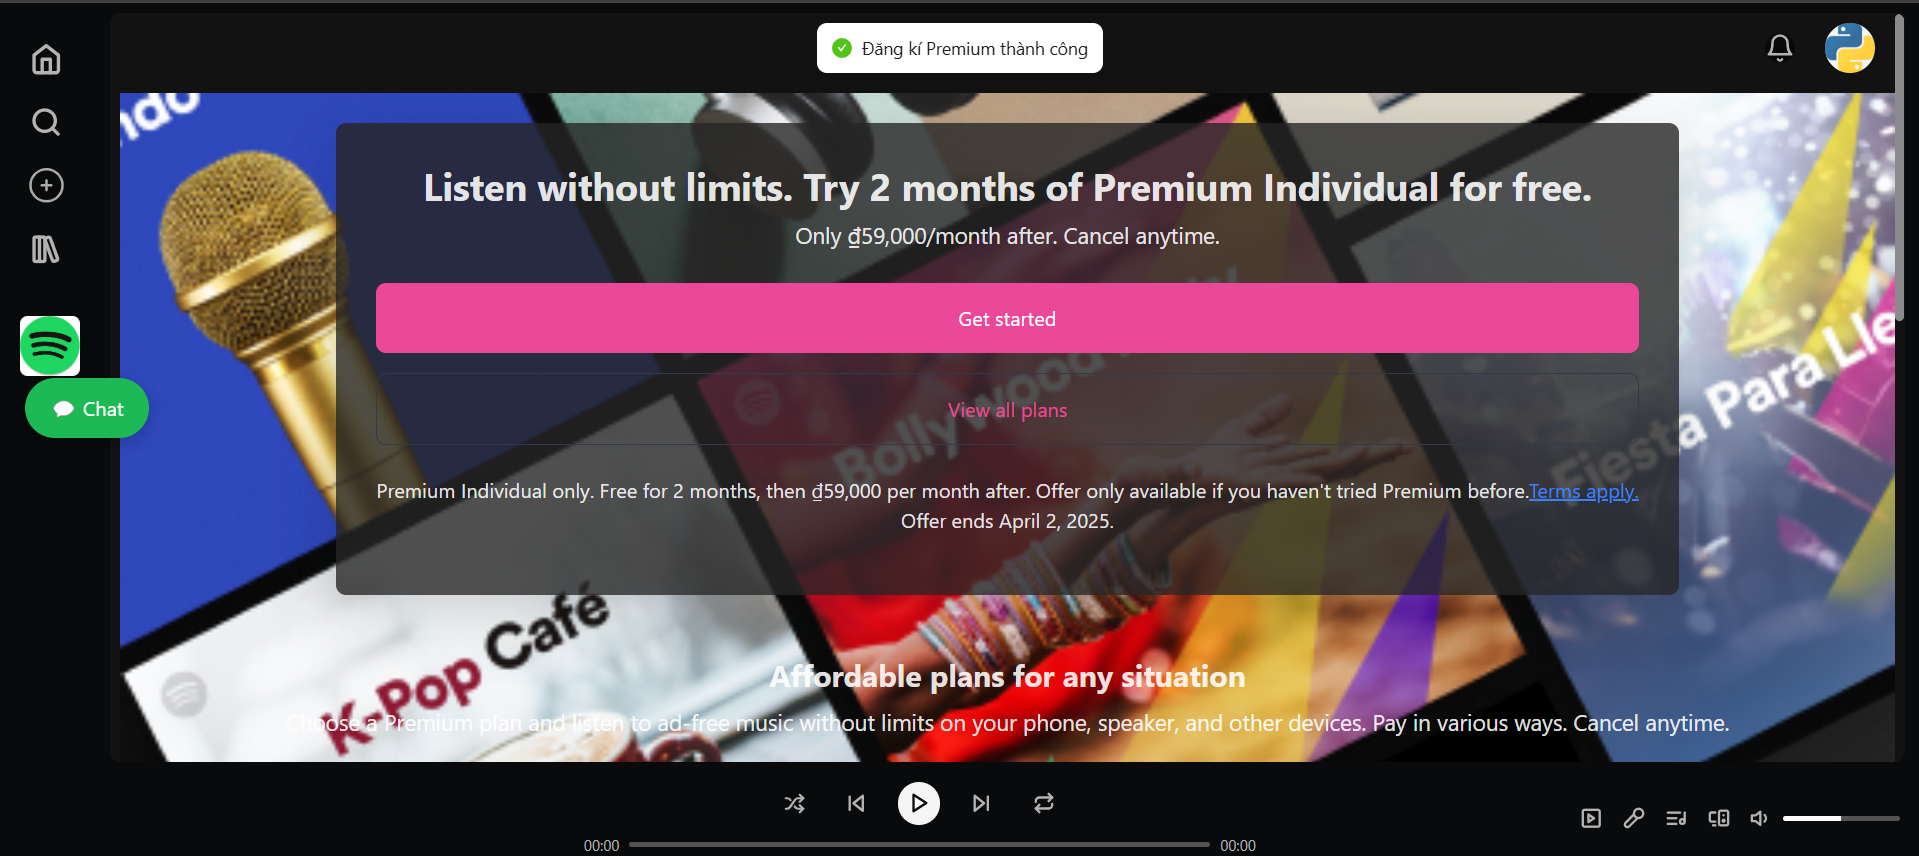 Đăng kí Premium thành công
ndo
Listen without limits. Try 2 months of Premium Individual for free.
Only ₫59,000/month after. Cancel anytime.
Get started
View all plans
Bollywood
Fiesta Para Lle
Chat
Premium Individual only. Free for 2 months, then ₫59,000 per month after. Offer only available if you haven't tried Premium before.Terms apply.
Offer ends April 2, 2025.
K-Pop Café
Affordable plans for any situation
Choose a Premium plan and listen to ad-free music without limits on your phone, speaker, and other devices. Pay in various ways. Cancel anytime.
00:00
00:00